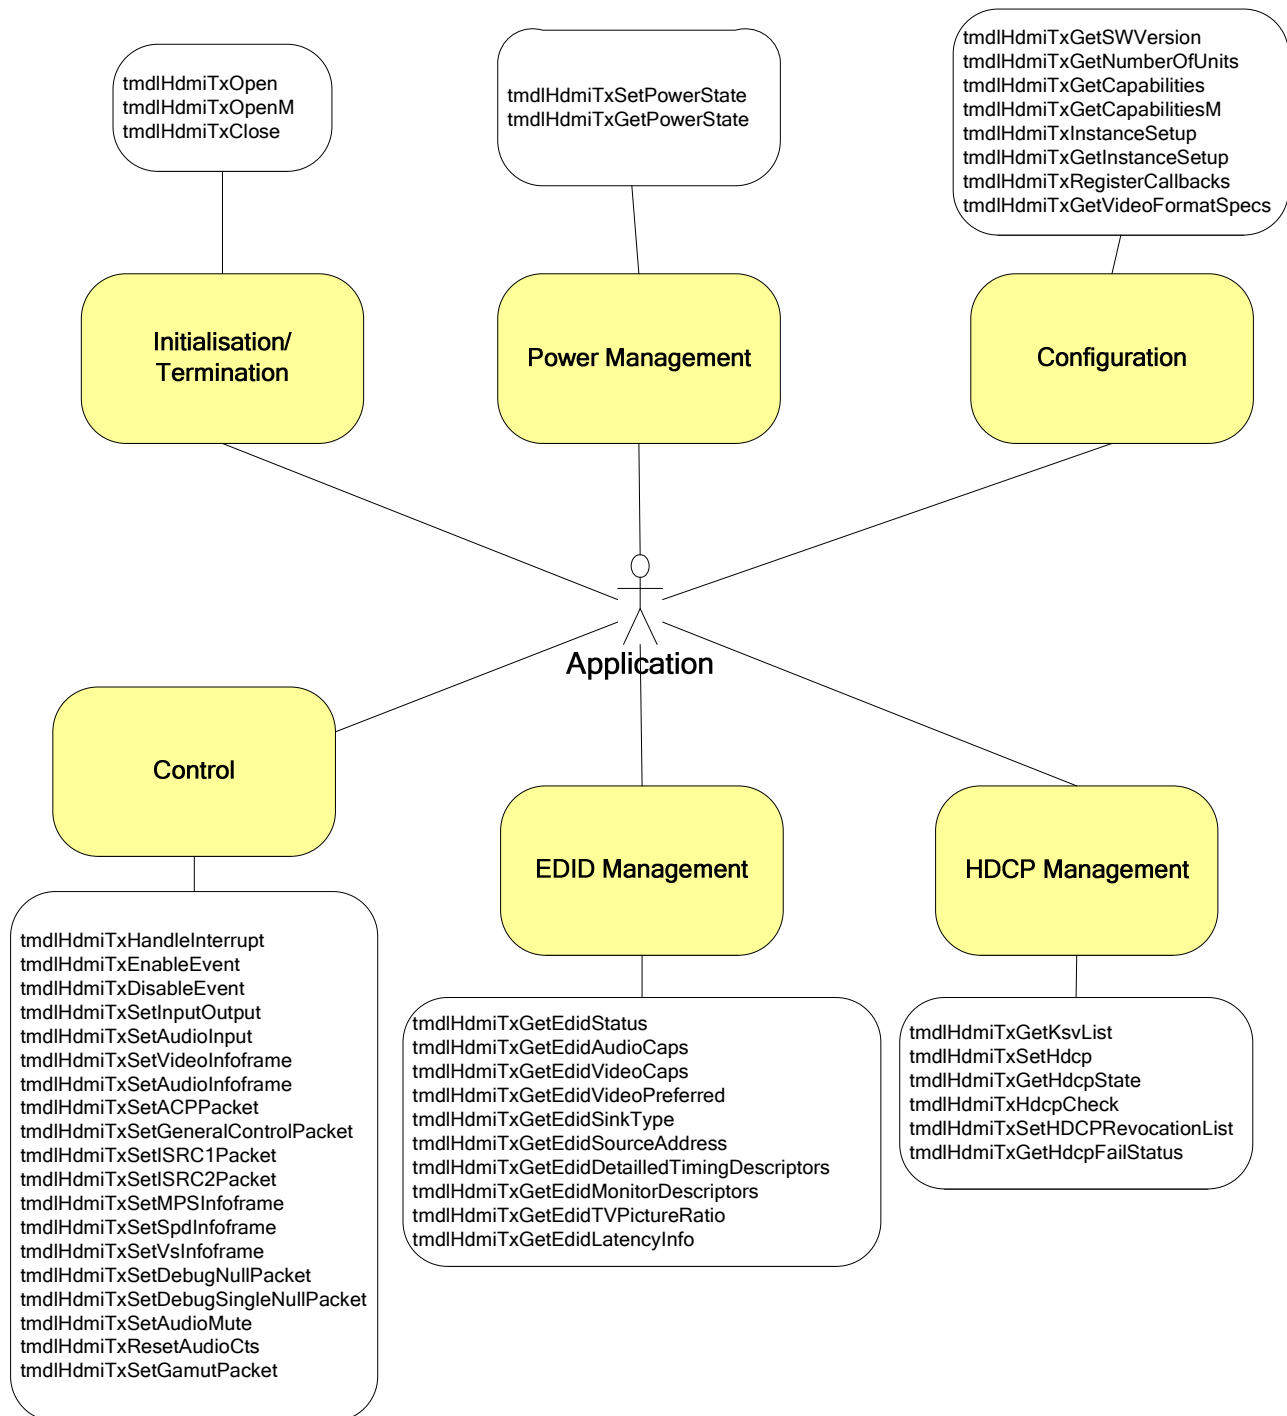 tmdlHdmiTxOpen
tmdlHdmiTxOpenM
tmdlHdmiTxClose
tmdlHdmiTxSetPowerState
tmdlHdmiTxGetPowerState
tmdlHdmiTxGetSWVersion
tmdlHdmiTxGetNumberOfUnits
tmdlHdmiTxGetCapabilities
tmdlHdmiTxGetCapabilitiesM
tmdlHdmiTxInstanceSetup
tmdlHdmiTxGetInstanceSetup
tmdlHdmiTxRegisterCallbacks
tmdlHdmiTxGetVideoFormatSpecs
Initialisation/
Termination
Power Management
Configuration
Application
Control
EDID Management
HDCP Management
tmdlHdmiTxHandleInterrupt
tmdlHdmiTxEnableEvent
tmdlHdmiTxDisableEvent
tmdlHdmiTxSetInputOutput
tmdlHdmiTxSetAudioInput
tmdlHdmiTxSetVideoInfoframe
tmdlHdmiTxSetAudioInfoframe
tmdlHdmiTxSetACPPacket
tmdlHdmiTxSetGeneralControlPacket
tmdlHdmiTxSetISRC1Packet
tmdlHdmiTxSetISRC2Packet
tmdlHdmiTxSetMPSInfoframe
tmdlHdmiTxSetSpdInfoframe
tmdlHdmiTxSetVsInfoframe
tmdlHdmiTxSetDebugNullPacket
tmdlHdmiTxSetDebugSingleNullPacket
tmdlHdmiTxSetAudioMute
tmdlHdmiTxResetAudioCts
tmdlHdmiTxSetGamutPacket
tmdlHdmiTxGetEdidStatus
tmdlHdmiTxGetEdidAudioCaps
tmdlHdmiTxGetEdidVideoCaps
tmdlHdmiTxGetEdidVideoPreferred
tmdlHdmiTxGetEdidSinkType
tmdlHdmiTxGetEdidSourceAddress
tmdlHdmiTxGetEdidDetailledTimingDescriptors
tmdlHdmiTxGetEdidMonitorDescriptors
tmdlHdmiTxGetEdidTVPictureRatio
tmdlHdmiTxGetEdidLatencyInfo
tmdlHdmiTxGetKsvList
tmdlHdmiTxSetHdcp
tmdlHdmiTxGetHdcpState
tmdlHdmiTxHdcpCheck
tmdlHdmiTxSetHDCPRevocationList
tmdlHdmiTxGetHdcpFailStatus